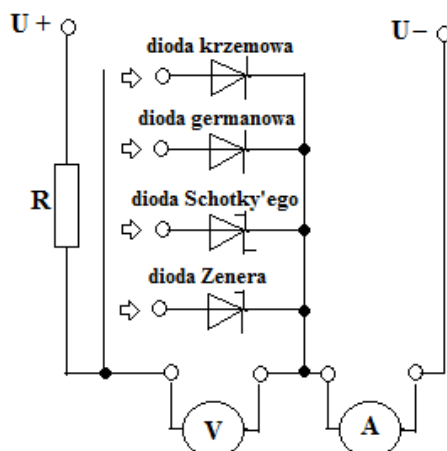 U +
U −
dioda krzemowa
dioda germanowa
R
dioda Schotky'ego
dioda Zenera
V
A